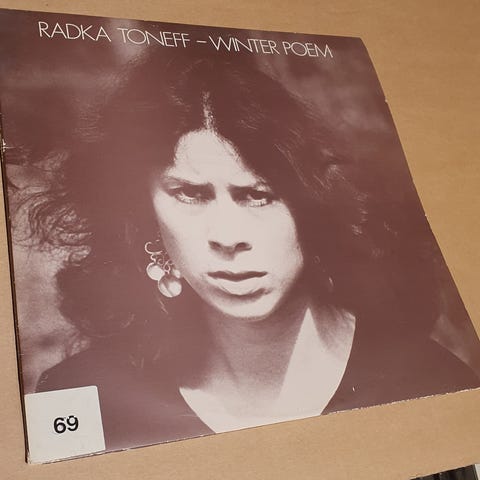 RADKA TONEFF – WINTER POEM
69